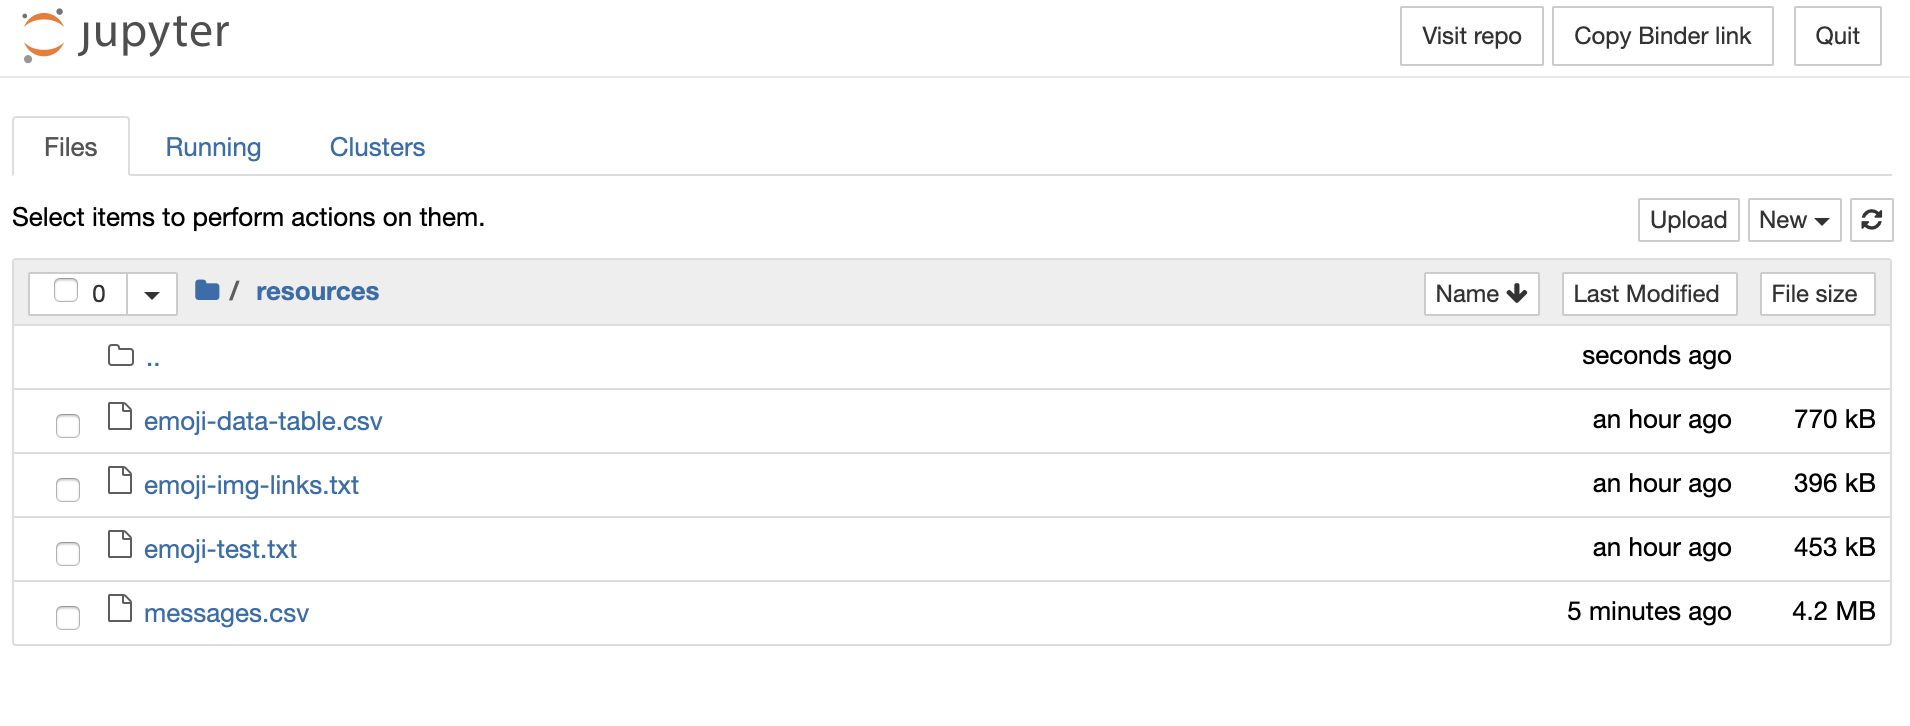 jupyter
Visit repo Copy Binder link Quit
Files Running Clusters
Select items to perform actions on them.
Upload New
0 / resources Name Last Modified File size
.. seconds ago
emoji-data-table.csv an hour ago 770 kB
emoji-img-links.txt an hour ago 396 kB
emoji-test.txt an hour ago 453 kB
messages.csv 5 minutes ago 4.2 MB